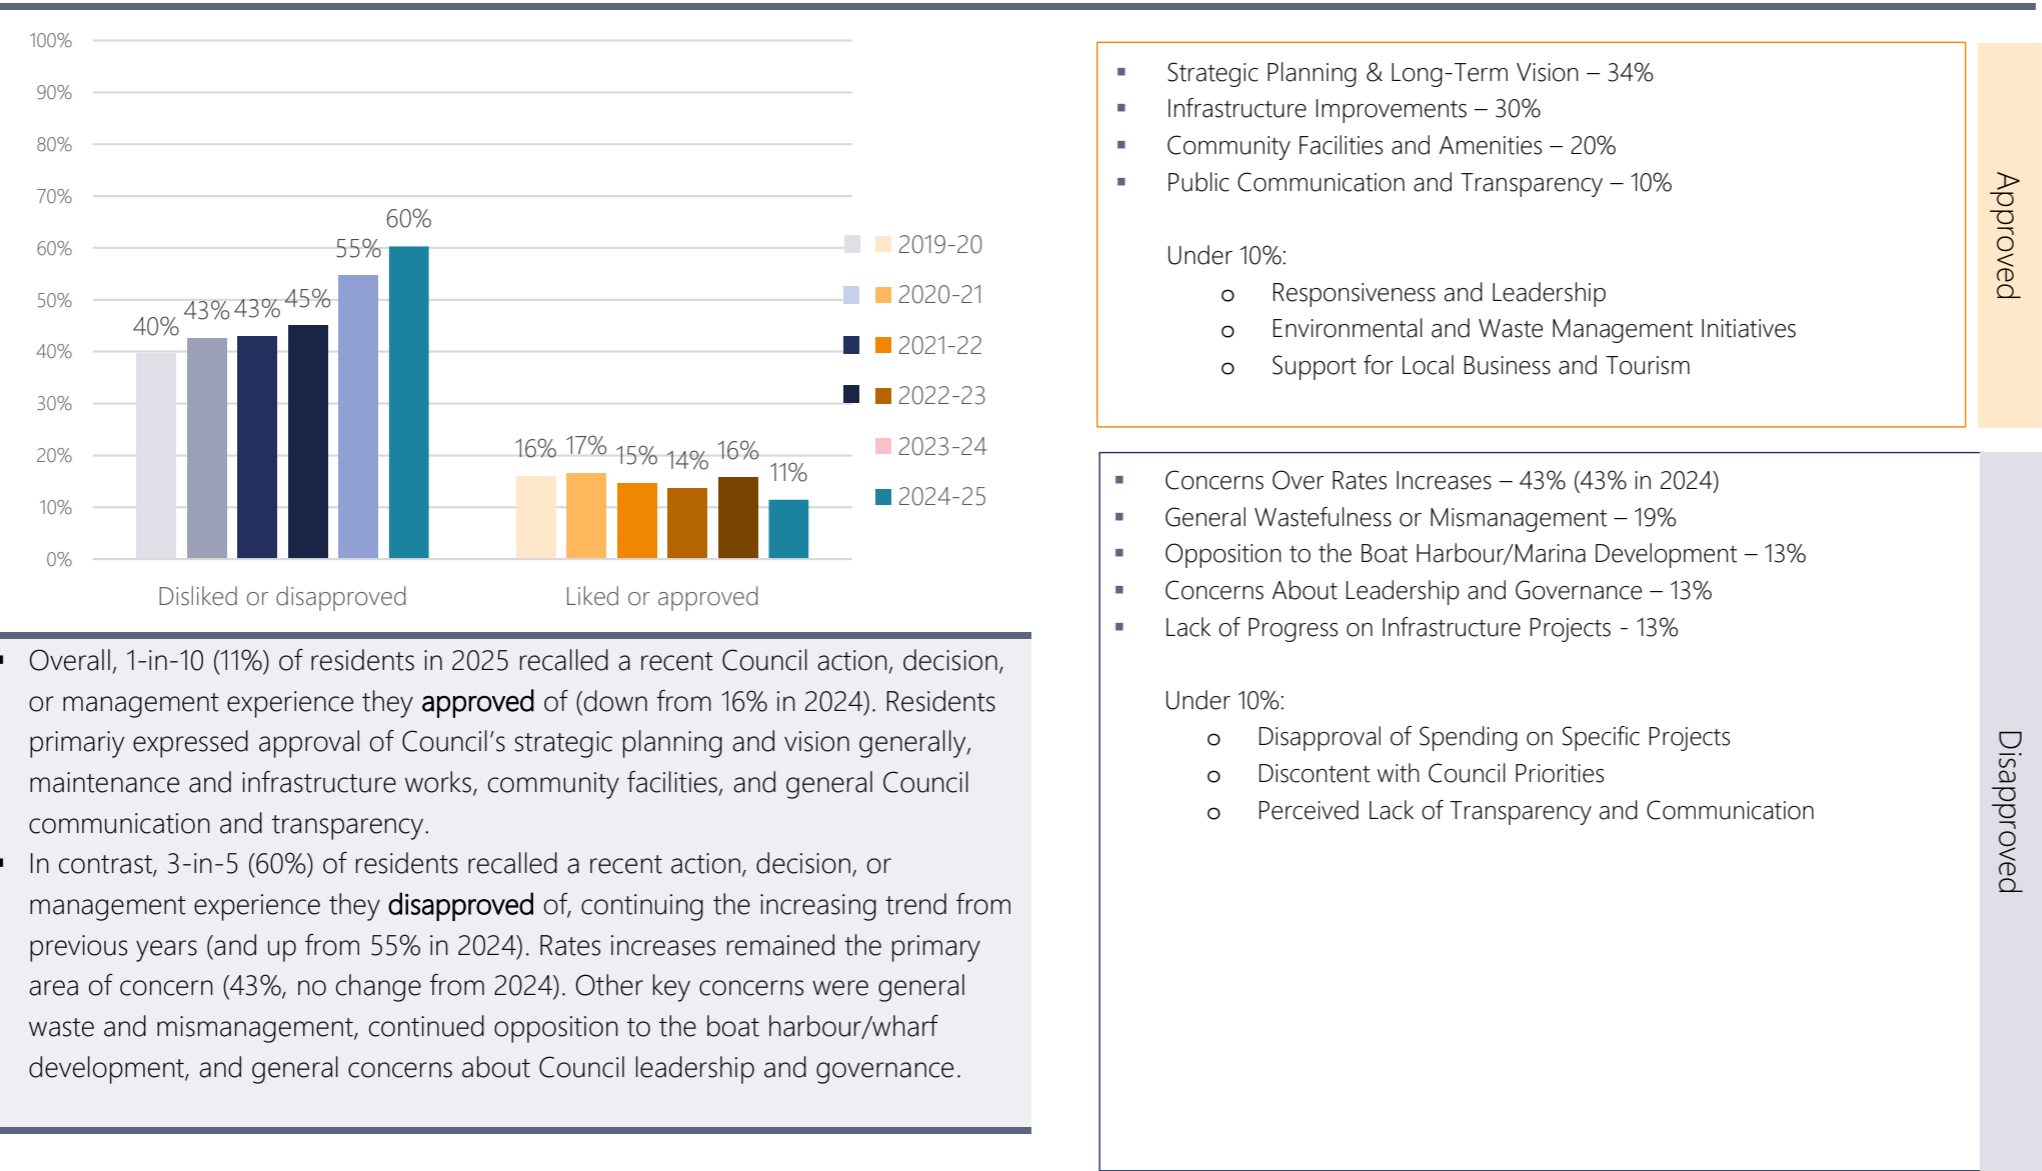 100%
90%
80%
70%
60%
50%
40%
30%
20%
10%
0%
40%
43%
43%
45%
55%
60%
16%
17%
15%
14%
16%
11%
Disliked or disapproved
Liked or approved
2019-20
2020-21
2021-22
2022-23
2023-24
2024-25
▪ Overall, 1-in-10 (11%) of residents in 2025 recalled a recent Council action, decision,
or management experience they approved of (down from 16% in 2024). Residents
primariy expressed approval of Council’s strategic planning and vision generally,
maintenance and infrastructure works, community facilities, and general Council
communication and transparency.
▪ In contrast, 3-in-5 (60%) of residents recalled a recent action, decision, or
management experience they disapproved of, continuing the increasing trend from
previous years (and up from 55% in 2024). Rates increases remained the primary
area of concern (43%, no change from 2024). Other key concerns were general
waste and mismanagement, continued opposition to the boat harbour/wharf
development, and general concerns about Council leadership and governance.
▪ Strategic Planning & Long-Term Vision – 34%
▪ Infrastructure Improvements – 30%
▪ Community Facilities and Amenities – 20%
▪ Public Communication and Transparency – 10%
Under 10%:
o Responsiveness and Leadership
o Environmental and Waste Management Initiatives
o Support for Local Business and Tourism
Approved
▪ Concerns Over Rates Increases – 43% (43% in 2024)
▪ General Wastefulness or Mismanagement – 19%
▪ Opposition to the Boat Harbour/Marina Development – 13%
▪ Concerns About Leadership and Governance – 13%
▪ Lack of Progress on Infrastructure Projects - 13%
Under 10%:
o Disapproval of Spending on Specific Projects
o Discontent with Council Priorities
o Perceived Lack of Transparency and Communication
Disapproved